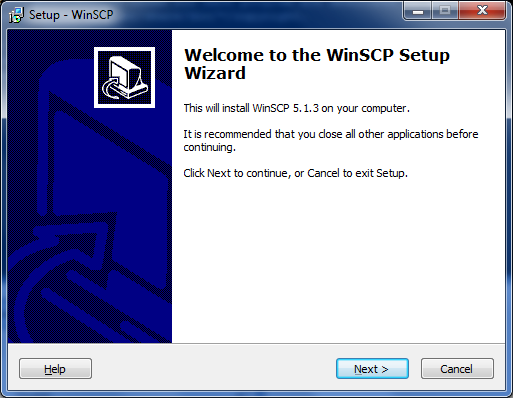 Setup - WinSCP
Welcome to the WinSCP Setup
Wizard
This will install WinSCP 5.1.3 on your computer.
It is recommended that you close all other applications before
continuing.
Click Next to continue, or Cancel to exit Setup.
Help
Next >
Cancel